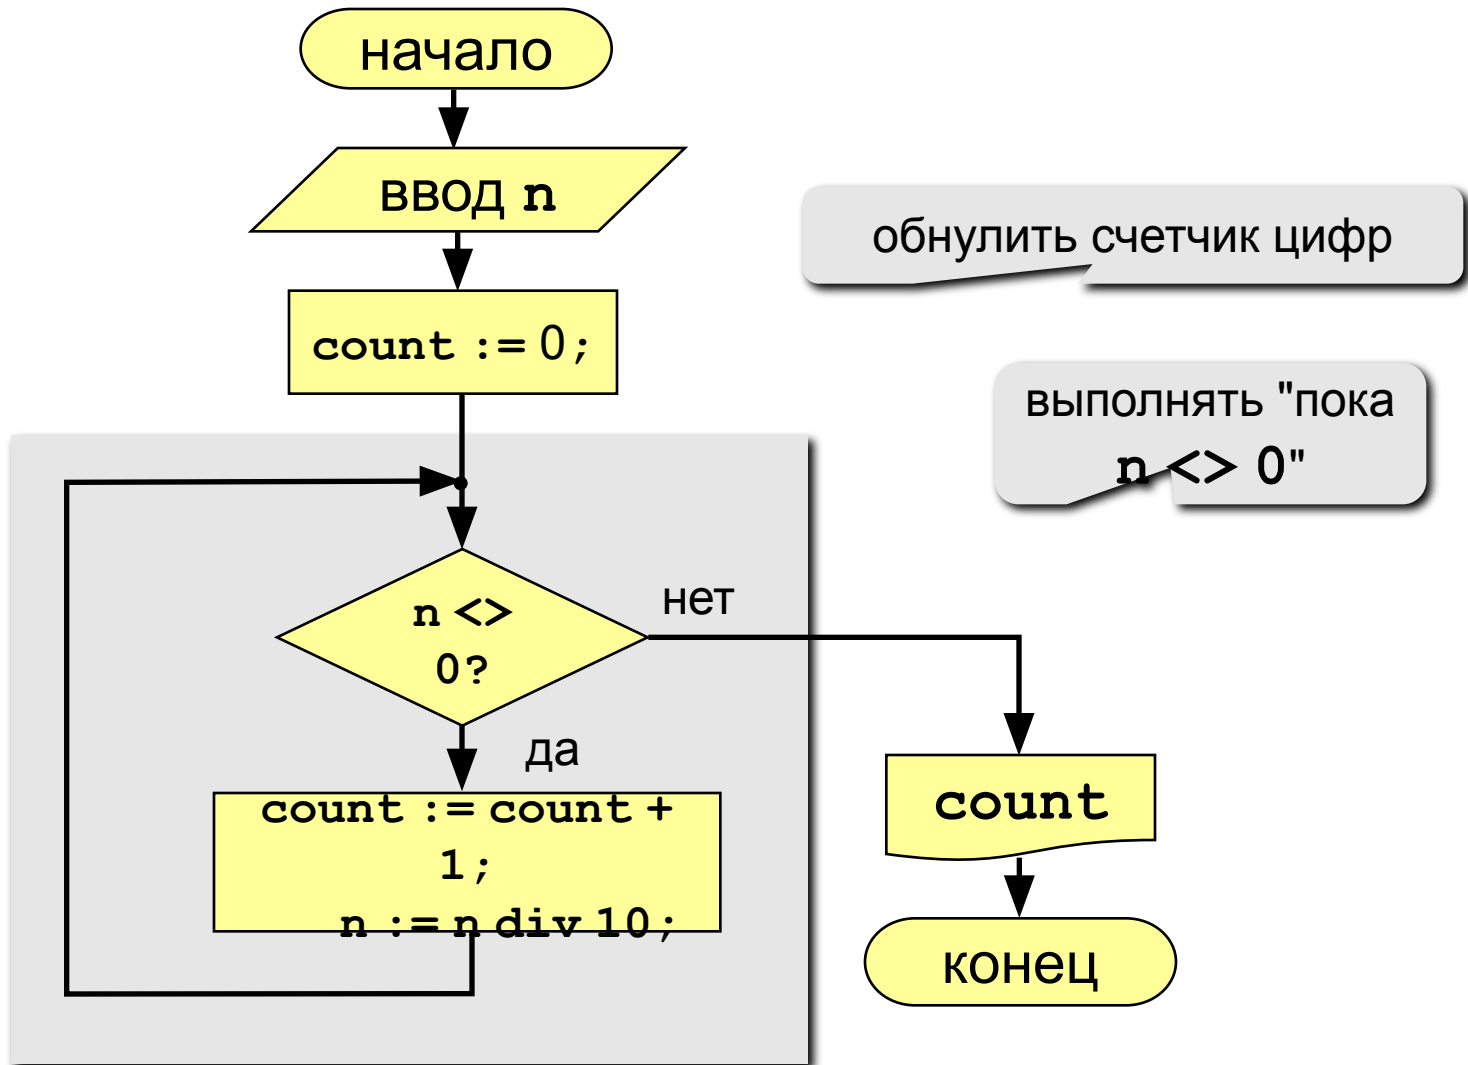 начало
ввод n
обнулить счетчик цифр
count := 0;
выполнять "пока
n <> 0"
n <>
0?
нет
да
count := count +
1;
n := n div 10;
count
конец